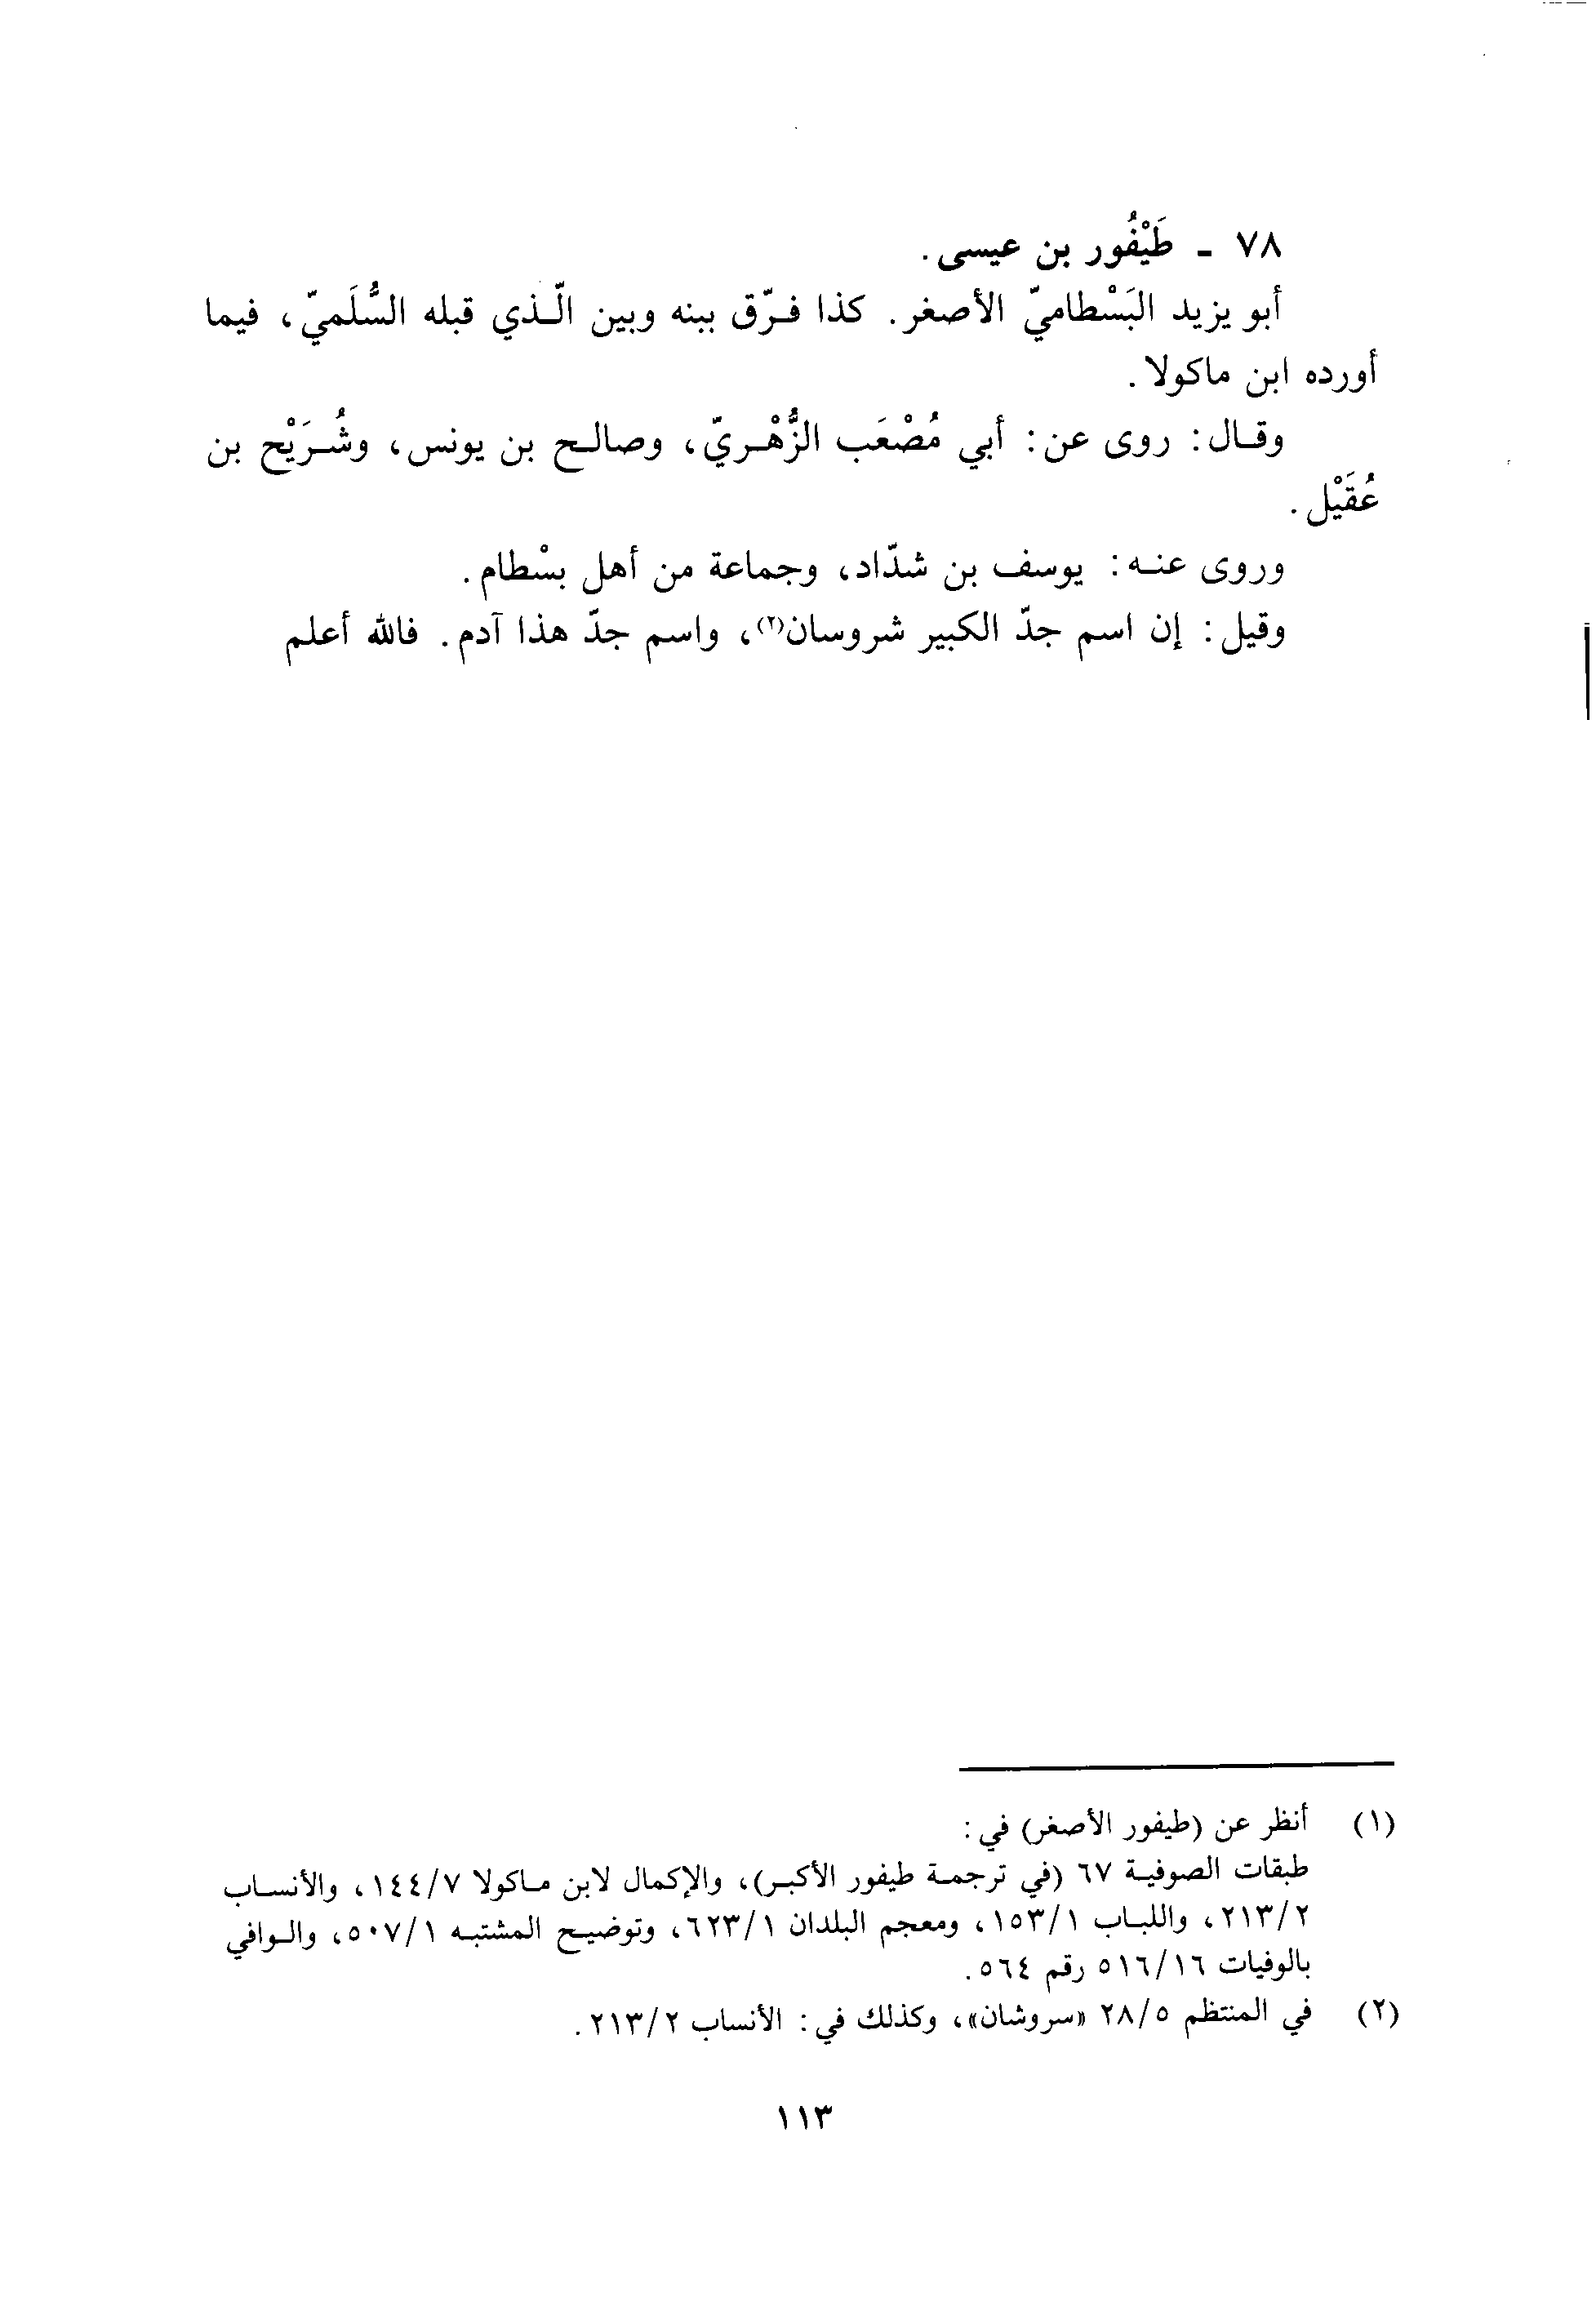 ٧٨ - طَيْفُور بن عيسى.
أبو يزيد البَسْطاميّ الأصغر. كذا فرّق ببنه وبين الّذي قبله السُّلَميّ، فيما
أورده ابن ماكولا.
وقال: روى عن: أبي مُصْعَب الزُّهْريّ، وصالح بن يونس، وشُرَيْح بن
عُقَيْل.
وروى عنه: يوسف بن شدّاد، وجماعة من أهل بسْطام.
وقيل: إن اسم جدّ الكبير شروسان(٢)، واسم جدّ هذا آدم. فالله أعلم
(١) أنظر عن (طيفور الأصغر) في:
طبقات الصوفية ٦٧ (في ترجمة طيفور الأكبر)، والإكمال لابن ماكولا ١٤٤/٧، والأنساب
٢١٣/٢، واللباب ١٥٣/١، ومعجم البلدان ٦٢٣/١، وتوضيح المشتبه ٥٠٧/١، والوافي
بالوفيات ٥١٦/١٦ رقم ٥٦٤.
(٢) في المنتظم ٢٨/٥ «سروشان»، وكذلك في: الأنساب ٢١٣/٢.
١١٣